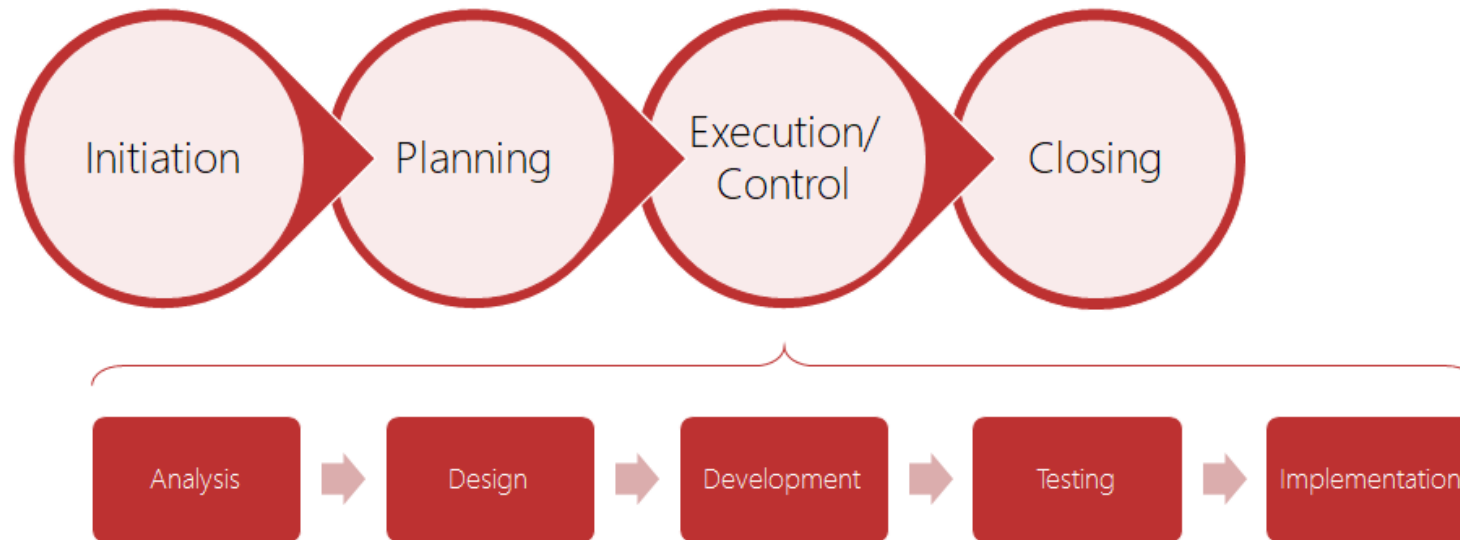 Initiation
Planning
Execution/
Control
Closing
Analysis
Design
Development
Testing
Implementation